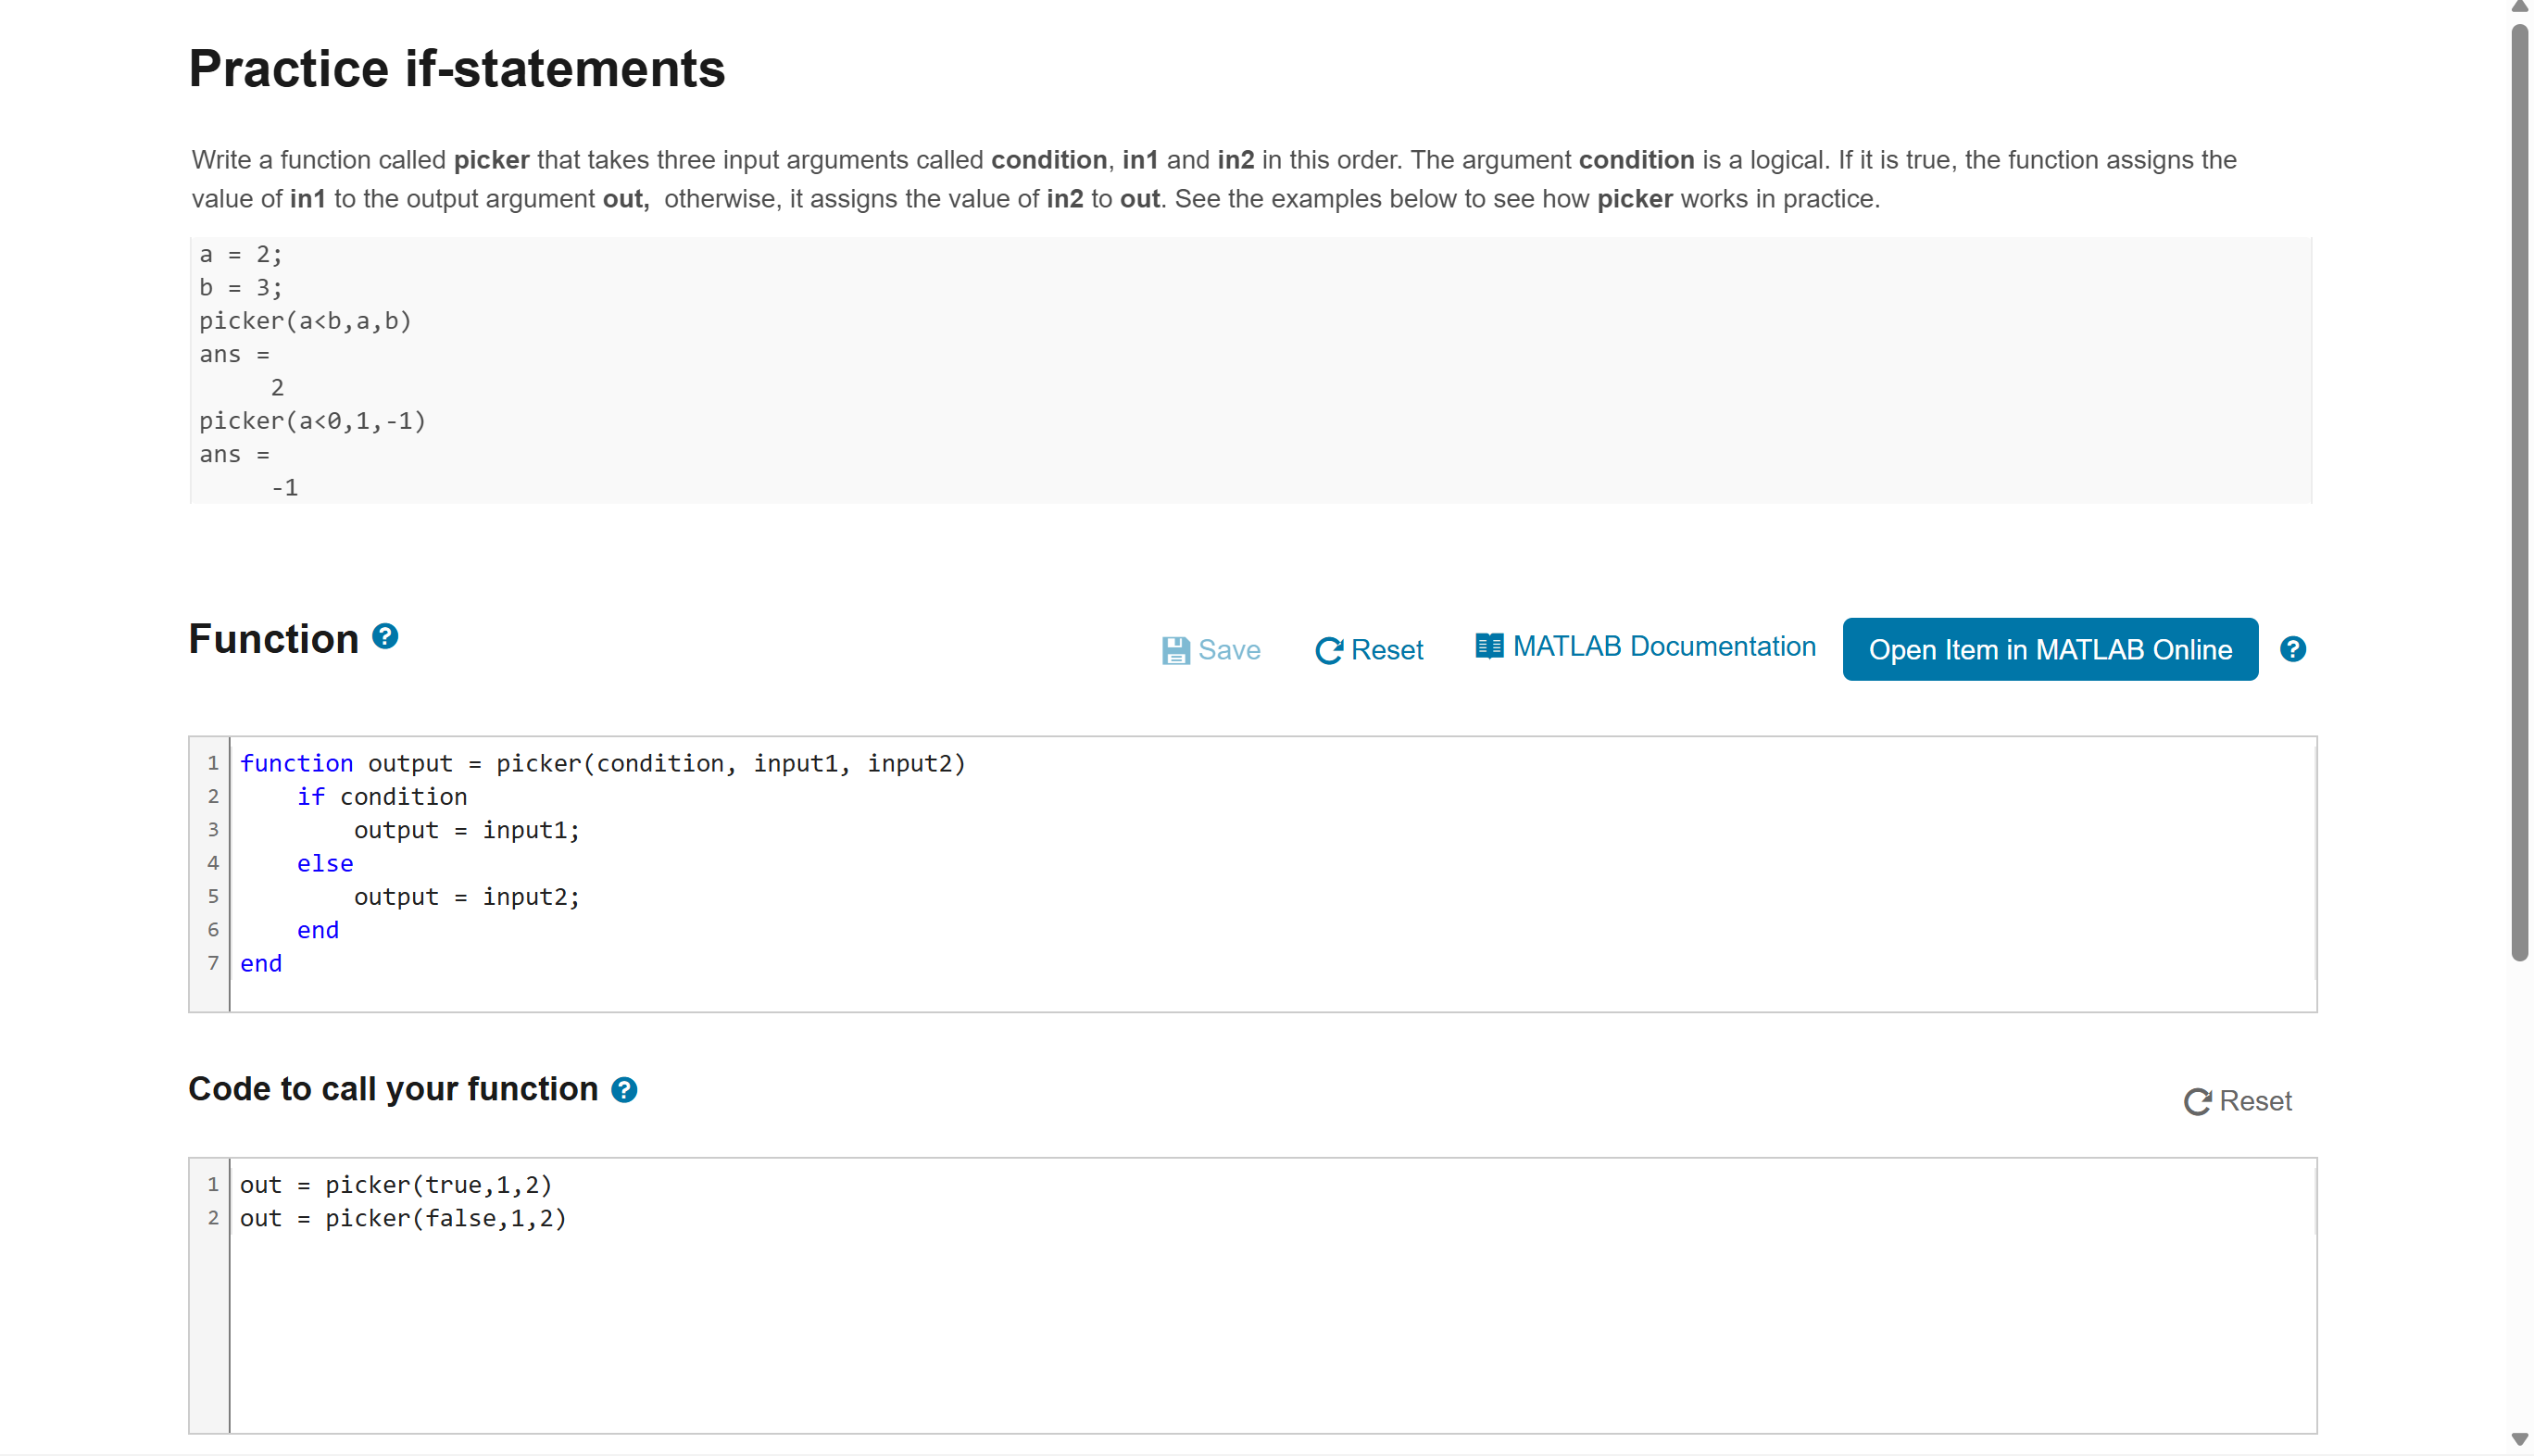 Practice if-statements
Write a function called picker that takes three input arguments called condition, in1 and in2 in this order. The argument condition is a logical. If it is true, the function assigns the
value of in1 to the output argument out,  otherwise, it assigns the value of in2 to out. See the examples below to see how picker works in practice.
a = 2;
b = 3;
picker(a<b,a,b)
ans =
     2
picker(a<0,1,-1)
ans =
     -1
Function ?
Save Reset MATLAB Documentation Open Item in MATLAB Online ?
1 function output = picker(condition, input1, input2)
2     if condition
3         output = input1;
4     else
5         output = input2;
6     end
7 end
Code to call your function ?
Reset
1 out = picker(true,1,2)
2 out = picker(false,1,2)